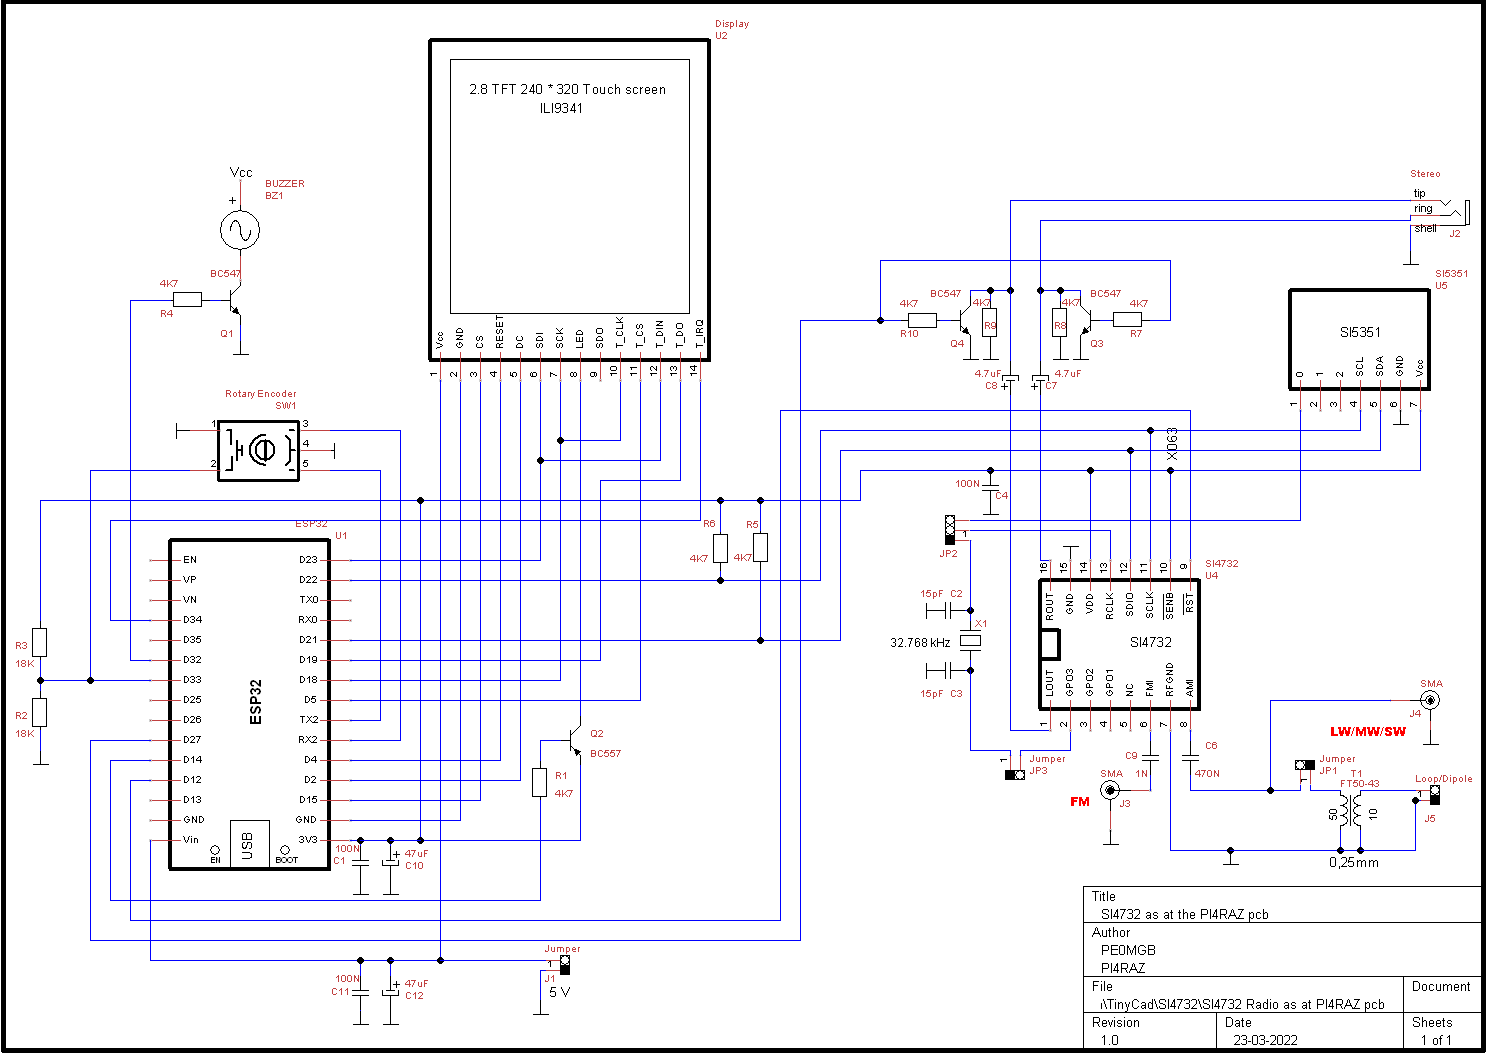 Display
U2
2.8 TFT 240 * 320 Touch screen
ILI9341
Vcc
GND
CS
RESET
DC
SDI
SCK
LED
SDO
T_CLK
T_CS
T_DIN
T_DO
T_IRQ
1
2
3
4
5
6
7
8
9
10
11
12
13
14
Vcc
+
BUZZER
BZ1
BC547
4K7
R4
Q1
Rotary Encoder
SW1
1
2
3
4
5
Stereo
tip
ring
shell
J2
SI5351
U5
SI5351
0
1
2
SCL
SDA
GND
Vcc
1
2
3
4
5
6
7
4K7
R10
BC547
4K7
R9
Q4
4K7
R8
BC547
4K7
R7
Q3
4.7uF
C8
+
4.7uF
C7
+
X063
100N
C4
ESP32
U1
EN
VP
VN
D34
D35
D32
D33
D25
D26
D27
D14
D12
D13
GND
Vin
D23
D22
TX0
RX0
D21
D19
D18
D5
TX2
RX2
D4
D2
D15
GND
3V3
ESP32
USB
EN
BOOT
R3
18K
R2
18K
R6
4K7
R5
4K7
JP2
1
15pF C2
X1
32.768 kHz
15pF C3
SI4732
U4
16
15
14
13
12
11
10
9
ROUT
GND
VDD
RCLK
SDIO
SCLK
SENB
RST
SI4732
LOUT
GPO3
GPO2
GPO1
NC
FMI
RFGND
AMI
1
2
3
4
5
6
7
8
Q2
BC557
R1
4K7
1
Jumper
JP3
C9
1N
C6
470N
SMA
J3
FM
SMA
J4
LW/MW/SW
Jumper
JP1
1
T1
FT50-43
50
10
0,25mm
Loop/Dipole
1
J5
100N
C1
+
47uF
C10
100N
C11
+
47uF
C12
Jumper
1
J1
5 V
Title
SI4732 as at the PI4RAZ pcb
Author
PE0MGB
PI4RAZ
File
Document
\TinyCad\SI4732\SI4732 Radio as at PI4RAZ pcb
Revision
Date
Sheets
1.0
23-03-2022
1 of 1